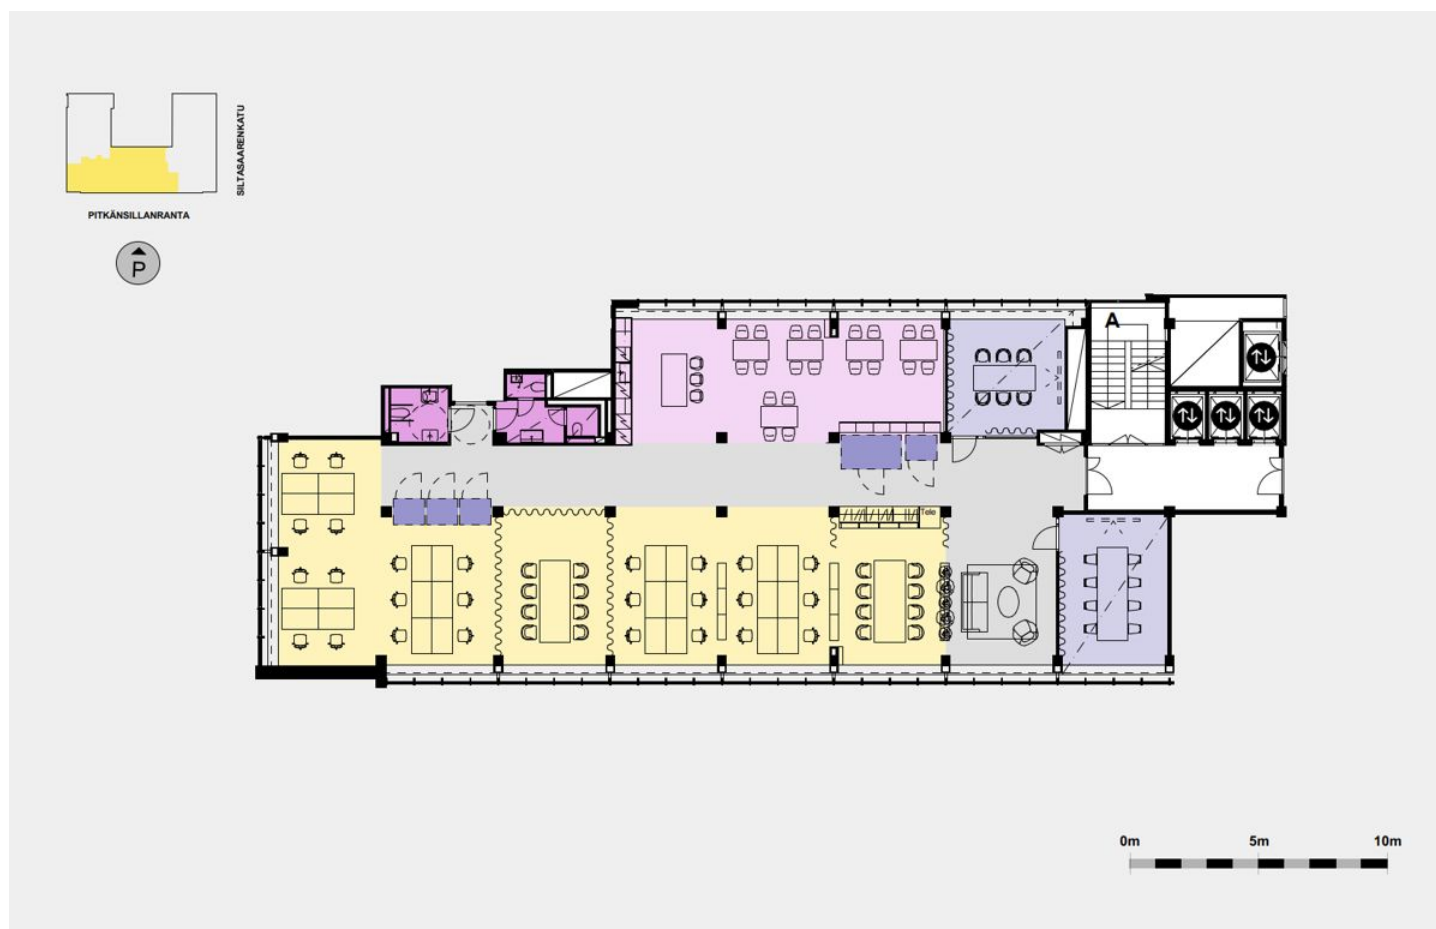 SILTASAARENKATU
PITKÄNSILLANRANTA
P
A
Tele
0m 5m 10m